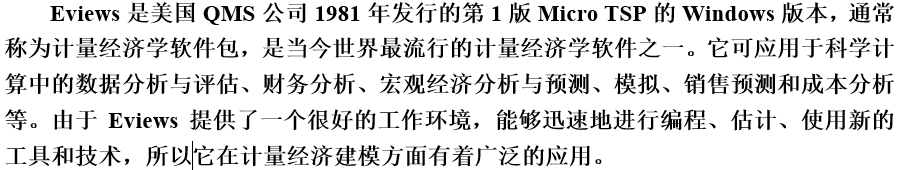 Eviews 是美国 QMS 公司 1981 年发行的第 1 版 Micro TSP 的 Windows 版本，通常
称为计量经济学软件包，是当今世界最流行的计量经济学软件之一。它可应用于科学计
算中的数据分析与评估、财务分析、宏观经济分析与预测、模拟、销售预测和成本分析
等。由于 Eviews 提供了一个很好的工作环境，能够迅速地进行编程、估计、使用新的
工具和技术，所以它在计量经济建模方面有着广泛的应用。